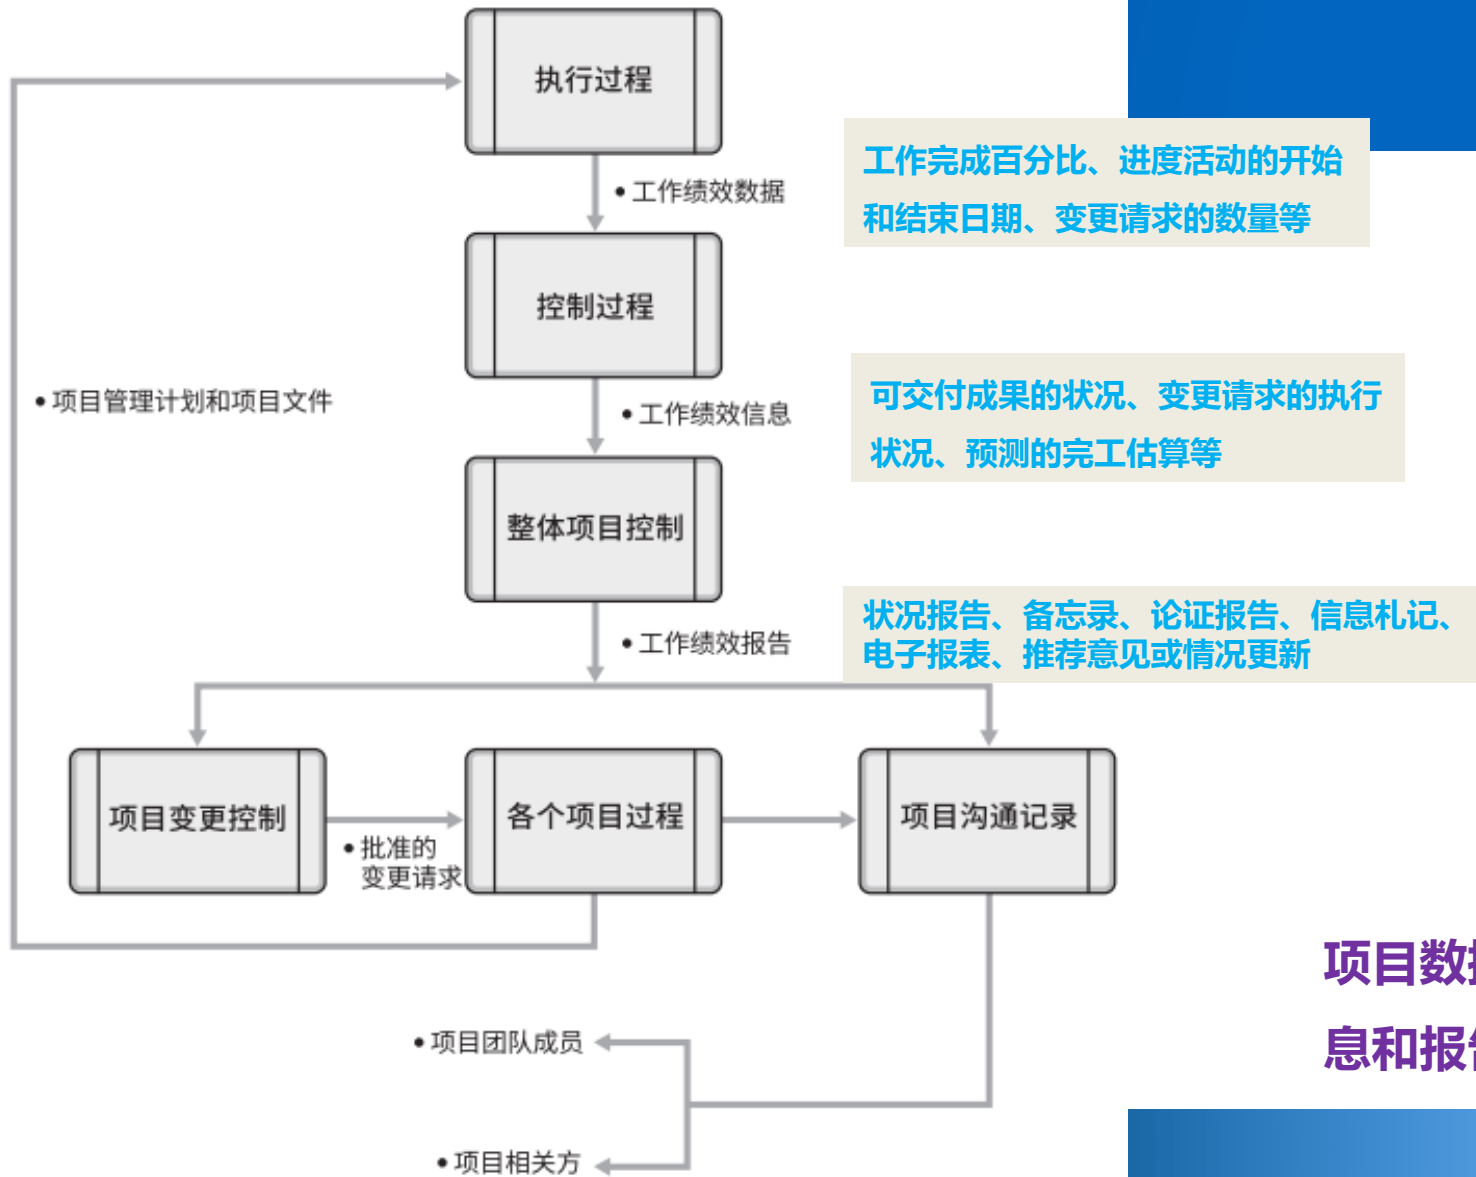 执行过程
• 工作绩效数据
工作完成百分比、进度活动的开始
和结束日期、变更请求的数量等
控制过程
• 项目管理计划和项目文件
• 工作绩效信息
可交付成果的状况、变更请求的执行
状况、预测的完工估算等
整体项目控制
• 工作绩效报告
状况报告、备忘录、论证报告、信息札记、
电子报表、推荐意见或情况更新
项目变更控制
• 批准的
变更请求
各个项目过程
项目沟通记录
项目数
息和报
• 项目团队成员
• 项目相关方